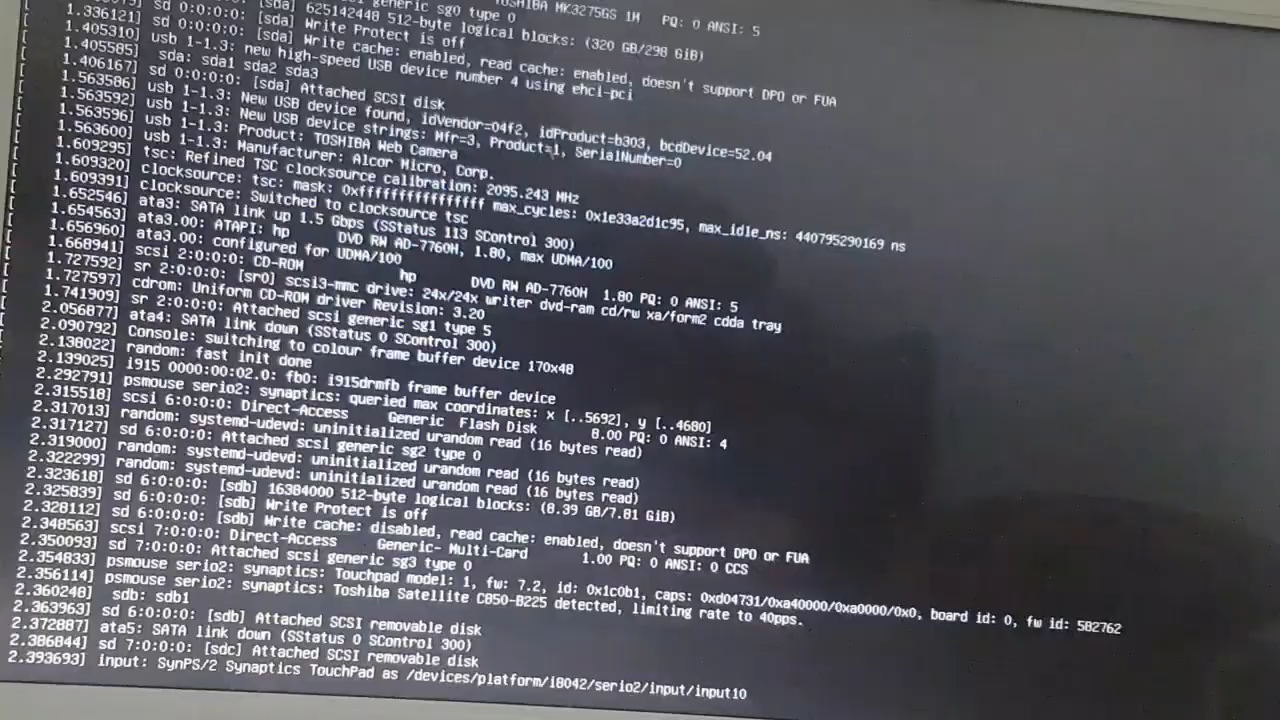 generic sg0 type 0
TOSHIBA MK3275GS 1M PQ: 0 ANSI: 5
sd 0:0:0:0: [sda] 625142448 512-byte logical blocks: (320 GB/298 GiB)
sd 0:0:0:0: [sda] Write Protect is off
1.336121] sd 0:0:0:0: [sda] Write cache: enabled, read cache: enabled, doesn't support DPO or FUA
[ 1.405310] usb 1-1.3: new high-speed USB device number 4 using ehci-pci
[ 1.405585] sda: sda1 sda2 sda3
[ 1.406167] sd 0:0:0:0: [sda] Attached SCSI disk
[ 1.563586] usb 1-1.3: New USB device found, idVendor=04f2, idProduct=b303, bcdDevice=52.04
[ 1.563592] usb 1-1.3: New USB device strings: Mfr=3, Product=1, SerialNumber=0
[ 1.563596] usb 1-1.3: Product: TOSHIBA Web Camera
[ 1.563600] usb 1-1.3: Manufacturer: Alcor Micro, Corp.
[ 1.609295] tsc: Refined TSC clocksource calibration: 2095.243 MHz
[ 1.609320] clocksource: tsc: mask: 0xffffffffffffffff max_cycles: 0x1e33a2d1c95, max_idle_ns: 440795290169 ns
[ 1.609391] clocksource: Switched to clocksource tsc
[ 1.652546] ata3: SATA link up 1.5 Gbps (SStatus 113 SControl 300)
[ 1.654563] ata3.00: ATAPI: hp DVD RW AD-7760H, 1.80, max UDMA/100
[ 1.656960] ata3.00: configured for UDMA/100
[ 1.668941] scsi 2:0:0:0: CD-ROM hp DVD RW AD-7760H 1.80 PQ: 0 ANSI: 5
[ 1.727592] sr 2:0:0:0: [sr0] scsi3-mmc drive: 24x/24x writer dvd-ram cd/rw xa/form2 cdda tray
[ 1.727597] cdrom: Uniform CD-ROM driver Revision: 3.20
[ 1.741909] sr 2:0:0:0: Attached scsi generic sg1 type 5
[ 2.056877] ata4: SATA link down (SStatus 0 SControl 300)
[ 2.090792] Console: switching to colour frame buffer device 170x48
[ 2.138022] random: fast init done
[ 2.139025] i915 0000:00:02.0: fb0: i915drmfb frame buffer device
[ 2.292791] psmouse serio2: synaptics: queried max coordinates: x [..5692], y [..4680]
[ 2.315518] scsi 6:0:0:0: Direct-Access Generic Flash Disk 8.00 PQ: 0 ANSI: 4
2.317013] random: systemd-udevd: uninitialized urandom read (16 bytes read)
2.317127] sd 6:0:0:0: Attached scsi generic sg2 type 0
2.319000] random: systemd-udevd: uninitialized urandom read (16 bytes read)
2.322299] random: systemd-udevd: uninitialized urandom read (16 bytes read)
2.323618] sd 6:0:0:0: [sdb] 16384000 512-byte logical blocks: (8.39 GB/7.81 GiB)
2.325839] sd 6:0:0:0: [sdb] Write Protect is off
2.328112] sd 6:0:0:0: [sdb] Write cache: disabled, read cache: enabled, doesn't support DPO or FUA
2.348563] scsi 7:0:0:0: Direct-Access Generic- Multi-Card 1.00 PQ: 0 ANSI: 0 CCS
2.350093] sd 7:0:0:0: Attached scsi generic sg3 type 0
2.354833] psmouse serio2: synaptics: Touchpad model: 1, fw: 7.2, id: 0x1c0b1, caps: 0xd04731/0xa40000/0xa0000/0x0, board id: 0, fw id: 582762
2.356114] psmouse serio2: synaptics: Toshiba Satellite C850-B225 detected, limiting rate to 40pps.
2.360248] sdb: sdb1
2.363963] sd 6:0:0:0: [sdb] Attached SCSI removable disk
2.372887] ata5: SATA link down (SStatus 0 SControl 300)
2.386844] sd 7:0:0:0: [sdc] Attached SCSI removable disk
2.393693] input: SynPS/2 Synaptics TouchPad as /devices/platform/i8042/serio2/input/input10